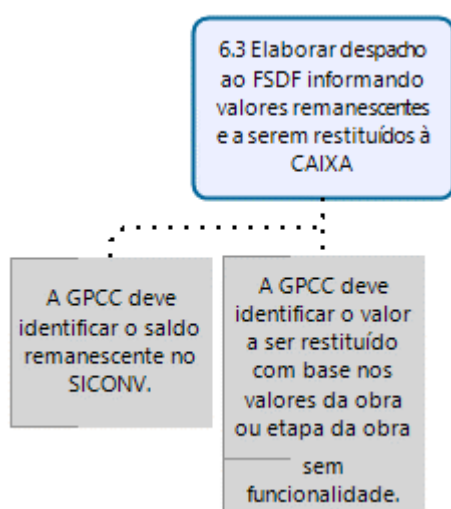 6.3 Elaborar despacho
ao FSDF informando
valores remanescentes
e a serem restituídos à
CAIXA
A GPCC deve
identificar o saldo
remanescente no
SICONV.
A GPCC deve
identificar o valor
a ser restituído
com base nos
valores da obra
ou etapa da obra
sem
funcionalidade.